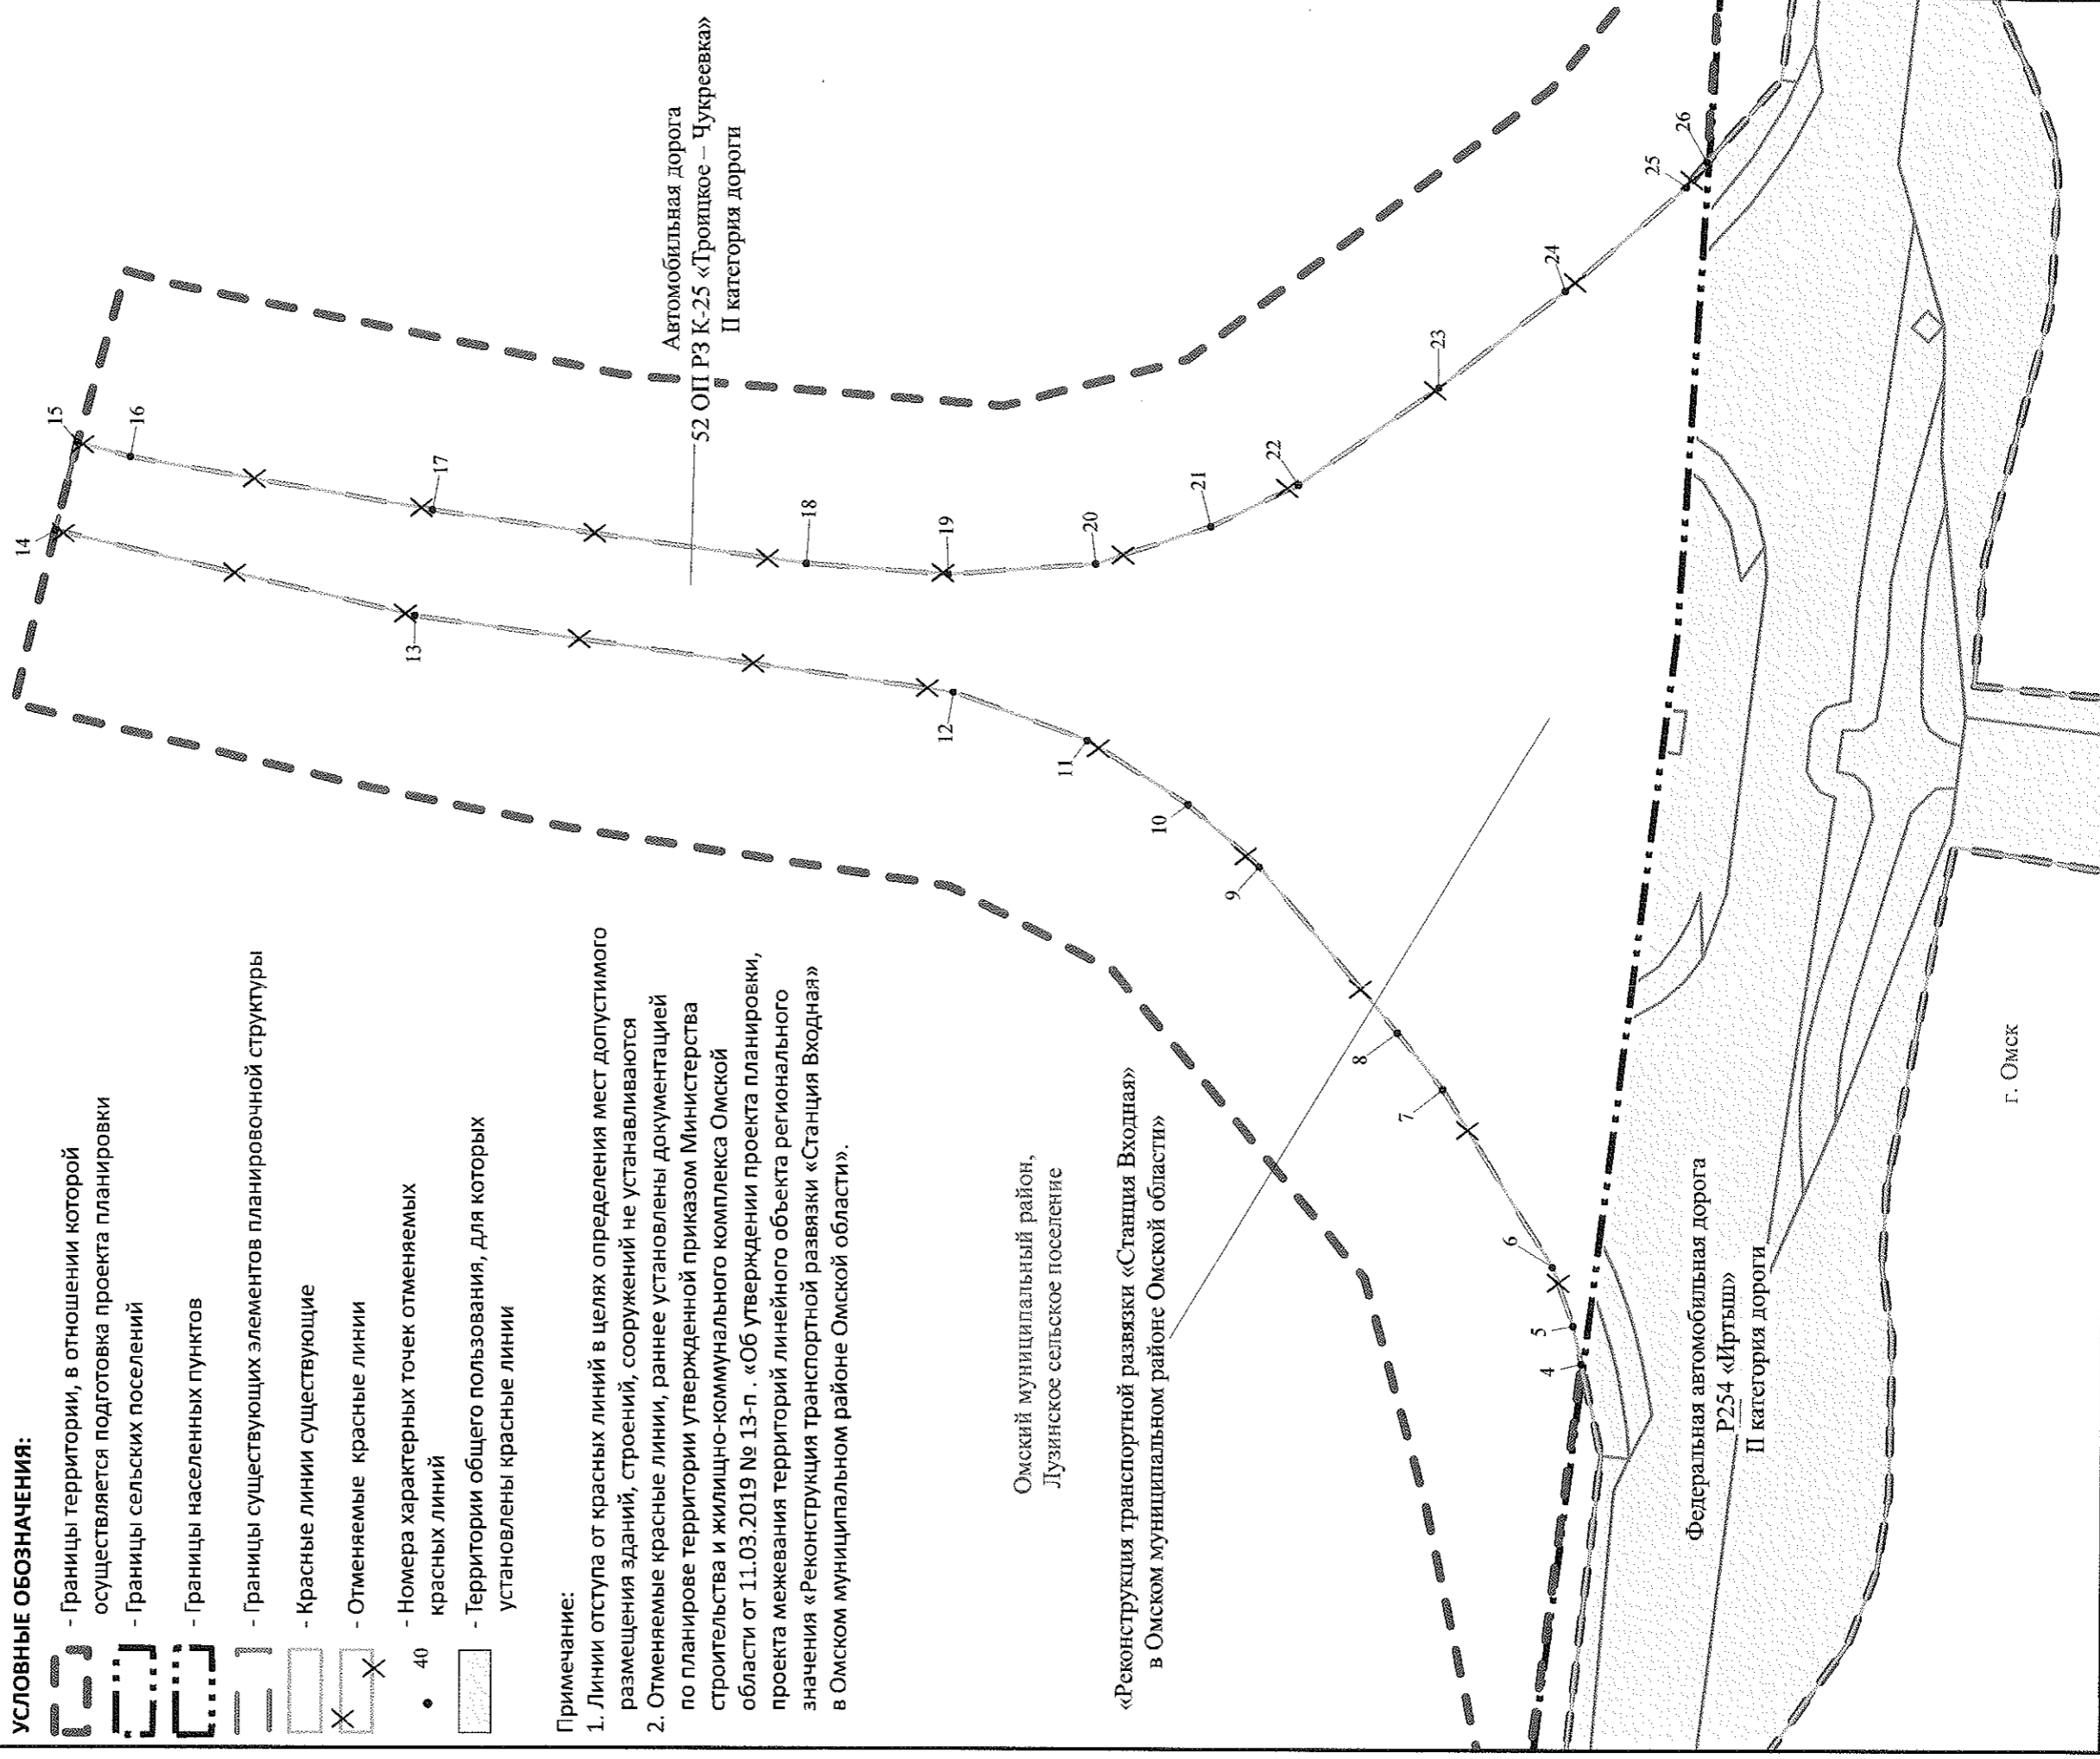 УСЛОВНЫЕ ОБОЗНАЧЕНИЯ:
- Границы территории, в отношении которой
осуществляется подготовка проекта планировки
- Границы сельских поселений
- Границы населенных пунктов
- Границы существующих элементов планировочной структуры
- Красные линии существующие
- Отменяемые красные линии
40
- Номера характерных точек отменяемых
красных линий
- Территории общего пользования, для которых
установлены красные линии
Примечание:
1. Линии отступа от красных линий в целях определения мест допустимого
размещения зданий, строений, сооружений не устанавливаются
2. Отменяемые красные линии, раннее установлены документацией
по планирове территории утвержденной приказом Министерства
строительства и жилищно-коммунального комплекса Омской
области от 11.03.2019 № 13-п . «Об утверждении проекта планировки,
проекта межевания территорий линейного объекта регионального
значения «Реконструкция транспортной развязки «Станция Входная»
в Омском муниципальном районе Омской области».
Омский муниципальный район,
Лузинское сельское поселение
«Реконструкция транспортной развязки «Станция Входная»
в Омском муниципальном районе Омской области»
Автомобильная дорога
52 ОП РЗ К-25 «Троицкое – Чукреевка»
II категория дороги
Федеральная автомобильная дорога
Р254 «Иртыш»
II категория дороги
г. Омск
4
5
6
7
8
9
10
11
12
13
14
15
16
17
18
19
20
21
22
23
24
25
26